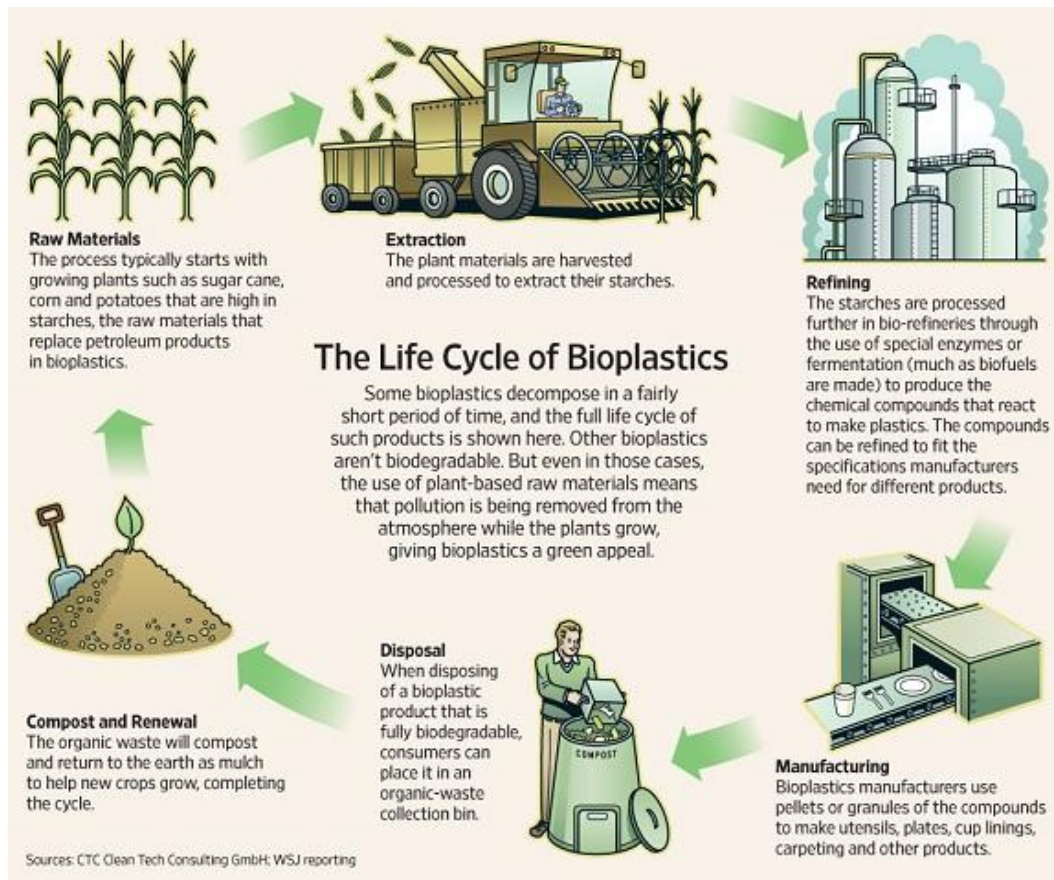 Raw Materials
The process typically starts with
growing plants such as sugar cane,
corn and potatoes that are high in
starches, the raw materials that
replace petroleum products
in bioplastics.
Extraction
The plant materials are harvested
and processed to extract their starches.
Refining
The starches are processed
further in bio-refineries through
the use of special enzymes or
fermentation (much as biofuels
are made) to produce the
chemical compounds that react
to make plastics. The compounds
can be refined to fit the
specifications manufacturers
need for different products.
The Life Cycle of Bioplastics
Some bioplastics decompose in a fairly
short period of time, and the full life cycle of
such products is shown here. Other bioplastics
aren't biodegradable. But even in those cases,
the use of plant-based raw materials means
that pollution is being removed from the
atmosphere while the plants grow,
giving bioplastics a green appeal.
Manufacturing
Bioplastics manufacturers use
pellets or granules of the compounds
to make utensils, plates, cup linings,
carpeting and other products.
Disposal
When disposing
of a bioplastic
product that is
fully biodegradable,
consumers can
place it in an
organic-waste
collection bin.
COMPOST
Compost and Renewal
The organic waste will compost
and return to the earth as mulch
to help new crops grow, completing
the cycle.
Sources: CTC Clean Tech Consulting GmbH; WSJ reporting